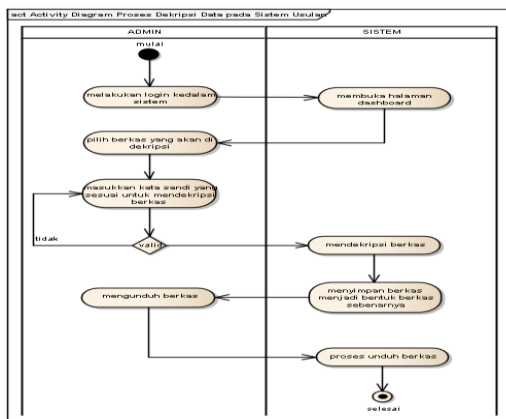 act Activity Diagram Proses Dekripsi Data pada Sistem Usulan
ADMIN
SISTEM
mulai
melakukan login kedalam
sistem
membuka halaman
dashboard
pilih berkas yang akan di
dekripsi
masukkan kata sandi yang
sesuai untuk mendekripsi
berkas
tidak
valid
mendekripsi berkas
menyimpan berkas
menjadi bentuk berkas
sebenarnya
mengunduh berkas
proses unduh berkas
selesai